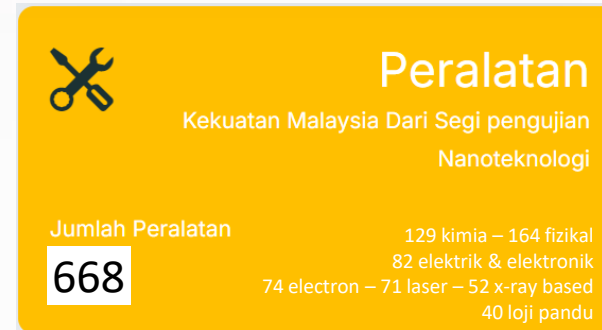 Peralatan
Kekuatan Malaysia Dari Segi pengujian
Nanoteknologi
Jumlah Peralatan
668
129 kimia – 164 fizikal
82 elektrik & elektronik
74 electron – 71 laser – 52 x-ray based
40 loji pandu